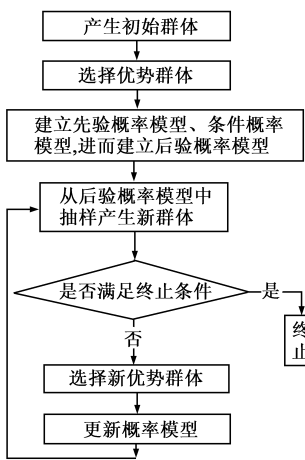 产生初始群体
选择优势群体
建立先验概率模型、条件概率
模型,进而建立后验概率模型
从后验概率模型中
抽样产生新群体
是否满足终止条件
是
终
止
否
选择新优势群体
更新概率模型